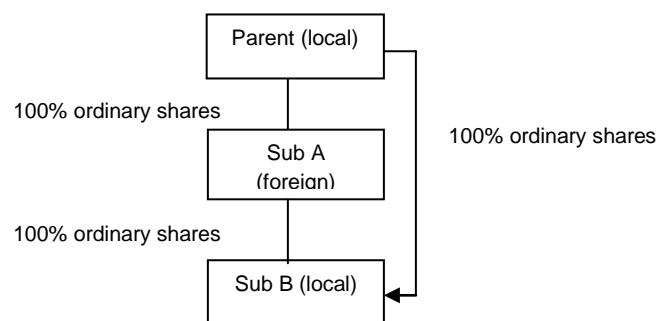 Parent (local)
100% ordinary shares
Sub A
(foreign)
100% ordinary shares
100% ordinary shares
Sub B (local)